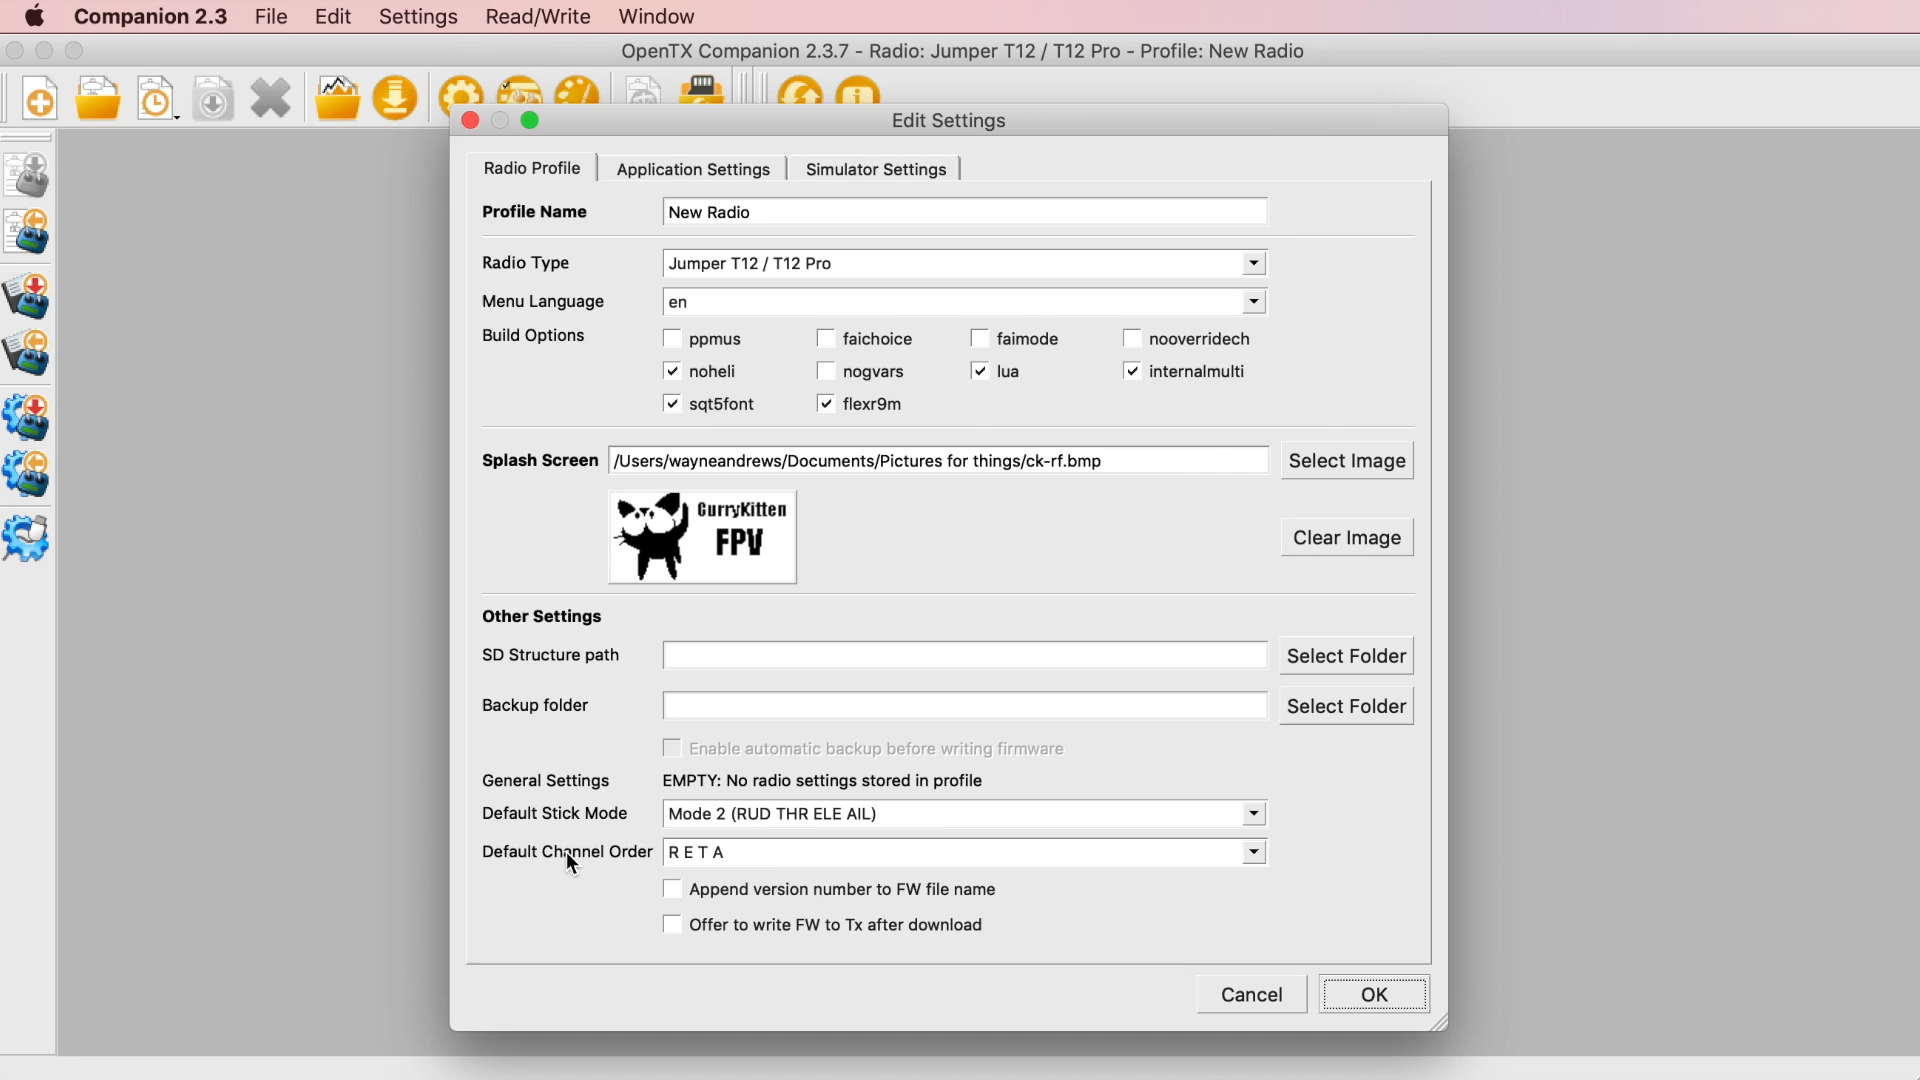 Companion 2.3 File Edit Settings Read/Write Window
OpenTX Companion 2.3.7 - Radio: Jumper T12 / T12 Pro - Profile: New Radio
Edit Settings
Radio Profile Application Settings Simulator Settings
Profile Name New Radio
Radio Type Jumper T12 / T12 Pro
Menu Language en
Build Options ppmus faichoice faimode nooverridech
noheli nogvars lua internalmulti
sqt5font flexr9m
Splash Screen /Users/wayneandrews/Documents/Pictures for things/ck-rf.bmp Select Image
CurryKitten
FPV
Clear Image
Other Settings
SD Structure path Select Folder
Backup folder Select Folder
Enable automatic backup before writing firmware
General Settings EMPTY: No radio settings stored in profile
Default Stick Mode Mode 2 (RUD THR ELE AIL)
Default Channel Order R E T A
Append version number to FW file name
Offer to write FW to Tx after download
Cancel OK